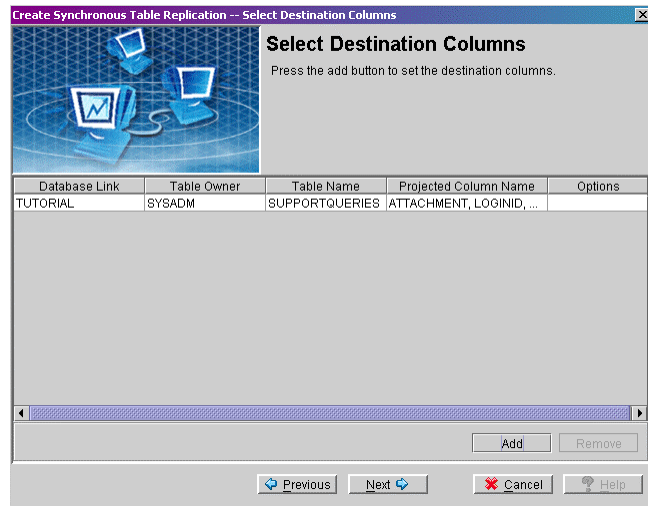 Create Synchronous Table Replication -- Select Destination Columns
Select Destination Columns
Press the add button to set the destination columns.
Database Link Table Owner Table Name Projected Column Name Options
TUTORIAL SYSADM SUPPORTQUERIES ATTACHMENT, LOGINID, ...
Add Remove
Previous Next Cancel Help